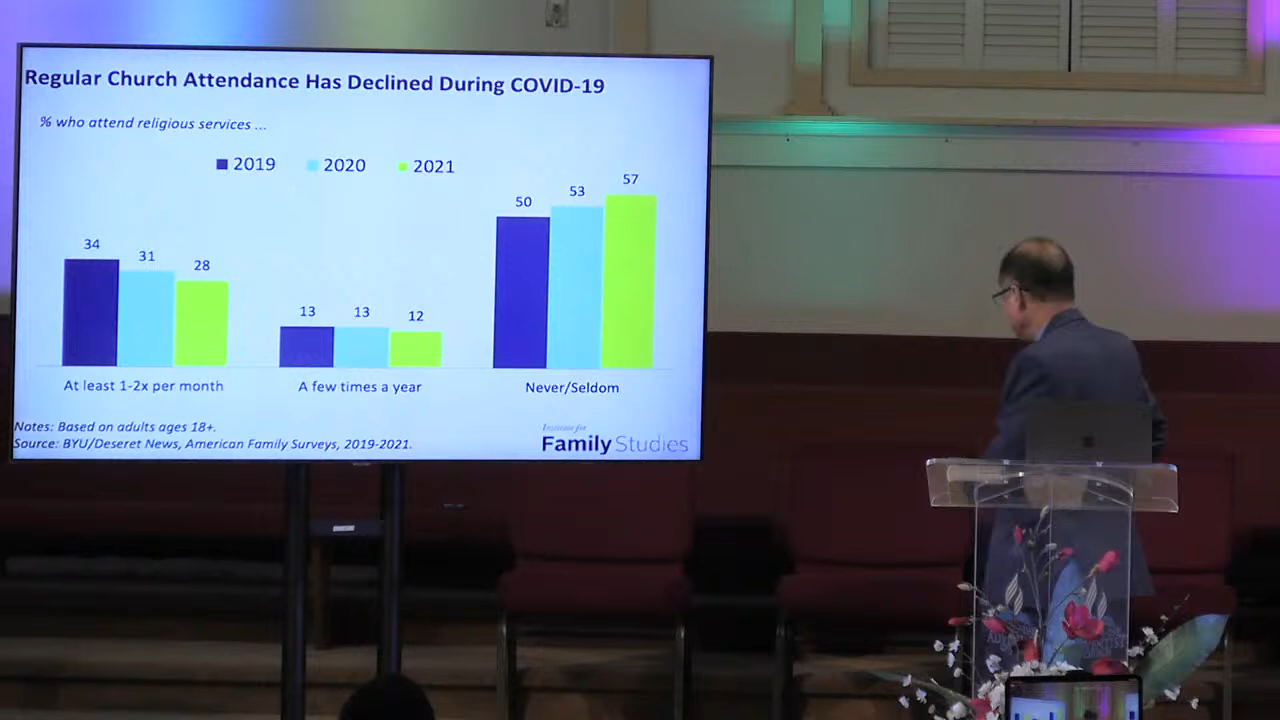 Regular Church Attendance Has Declined During COVID-19
% who attend religious services ...
2019 2020 2021
34 31 28
13 13 12
50 53 57
At least 1-2x per month A few times a year Never/Seldom
Notes: Based on adults ages 18+.
Source: BYU/Deseret News, American Family Surveys, 2019-2021.
Institute for
Family Studies